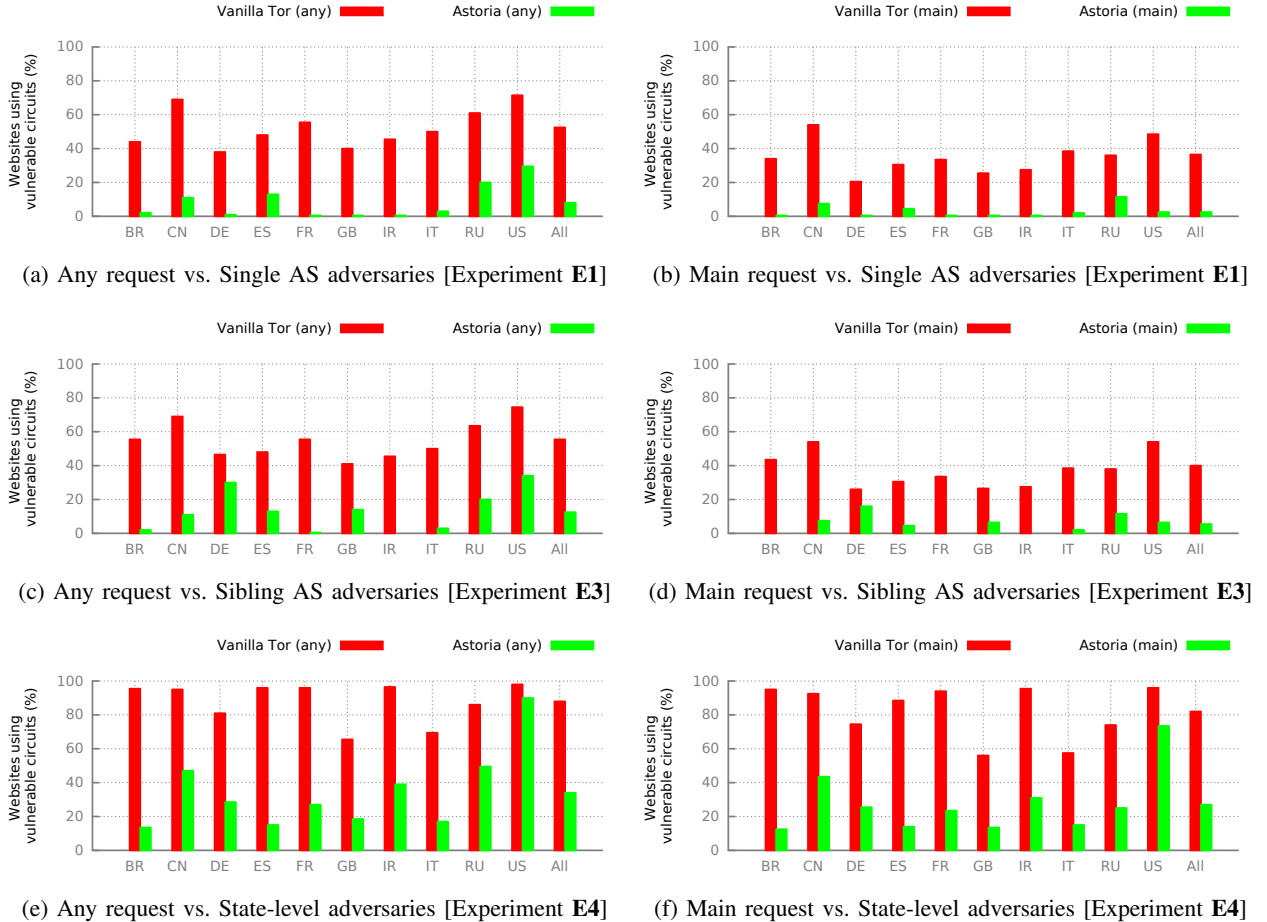 Vanilla Tor (any) Astoria (any)
Websites using
vulnerable circuits (%)
100
80
60
40
20
0
BR CN DE ES FR GB IR IT RU US All
(a) Any request vs. Single AS adversaries [Experiment E1]
Vanilla Tor (main) Astoria (main)
Websites using
vulnerable circuits (%)
100
80
60
40
20
0
BR CN DE ES FR GB IR IT RU US All
(b) Main request vs. Single AS adversaries [Experiment E1]
Vanilla Tor (any) Astoria (any)
Websites using
vulnerable circuits (%)
100
80
60
40
20
0
BR CN DE ES FR GB IR IT RU US All
(c) Any request vs. Sibling AS adversaries [Experiment E3]
Vanilla Tor (main) Astoria (main)
Websites using
vulnerable circuits (%)
100
80
60
40
20
0
BR CN DE ES FR GB IR IT RU US All
(d) Main request vs. Sibling AS adversaries [Experiment E3]
Vanilla Tor (any) Astoria (any)
Websites using
vulnerable circuits (%)
100
80
60
40
20
0
BR CN DE ES FR GB IR IT RU US All
(e) Any request vs. State-level adversaries [Experiment E4]
Vanilla Tor (main) Astoria (main)
Websites using
vulnerable circuits (%)
100
80
60
40
20
0
BR CN DE ES FR GB IR IT RU US All
(f) Main request vs. State-level adversaries [Experiment E4]